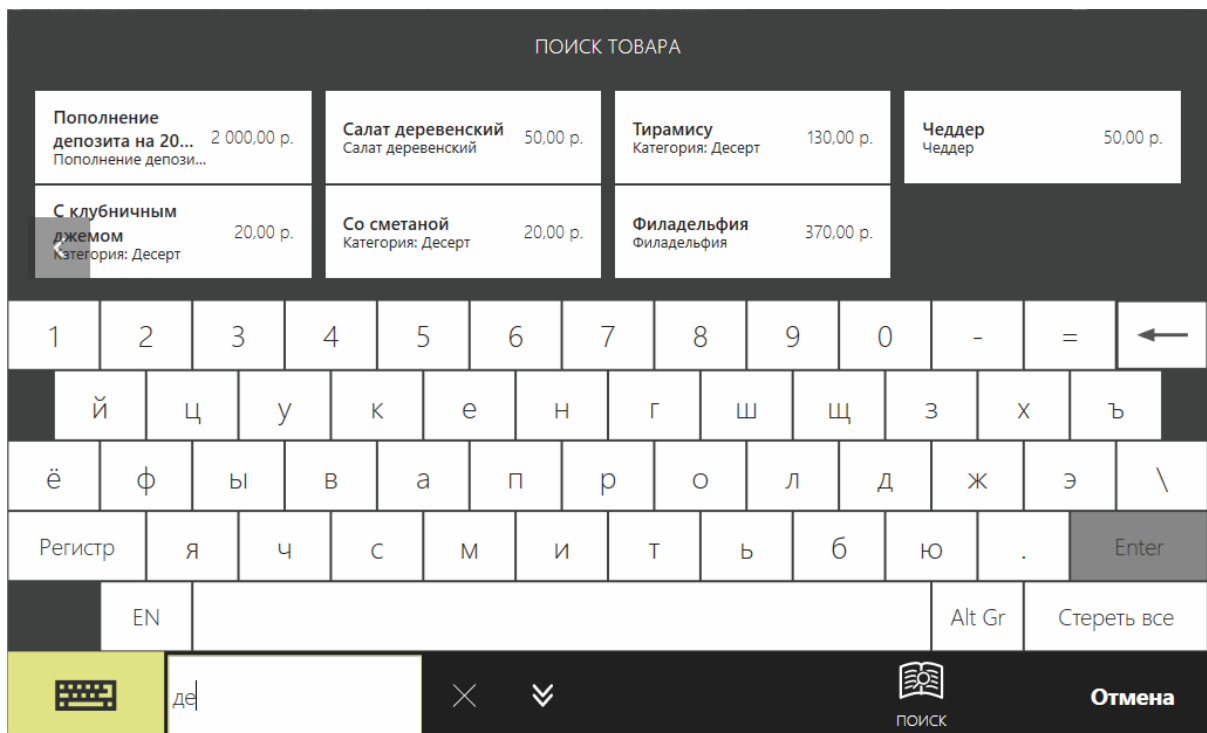 ПОИСК ТОВАРА
Пополнение
депозита на 20... 2 000,00 р.
Пополнение депози...
Салат деревенский 50,00 р.
Салат деревенский
Тирамису 130,00 р.
Категория: Десерт
Чеддер 50,00 р.
Чеддер
С клубничным
джемом 20,00 р.
Категория: Десерт
Со сметаной 20,00 р.
Категория: Десерт
Филадельфия 370,00 р.
Филадельфия
1 2 3 4 5 6 7 8 9 0 - =
й ц у к е н г ш щ з х ъ
ё ф ы в а п р о л д ж э \
Регистр я ч с м и т ь б ю . Enter
EN Alt Gr Стереть все
де ПОИСК Отмена